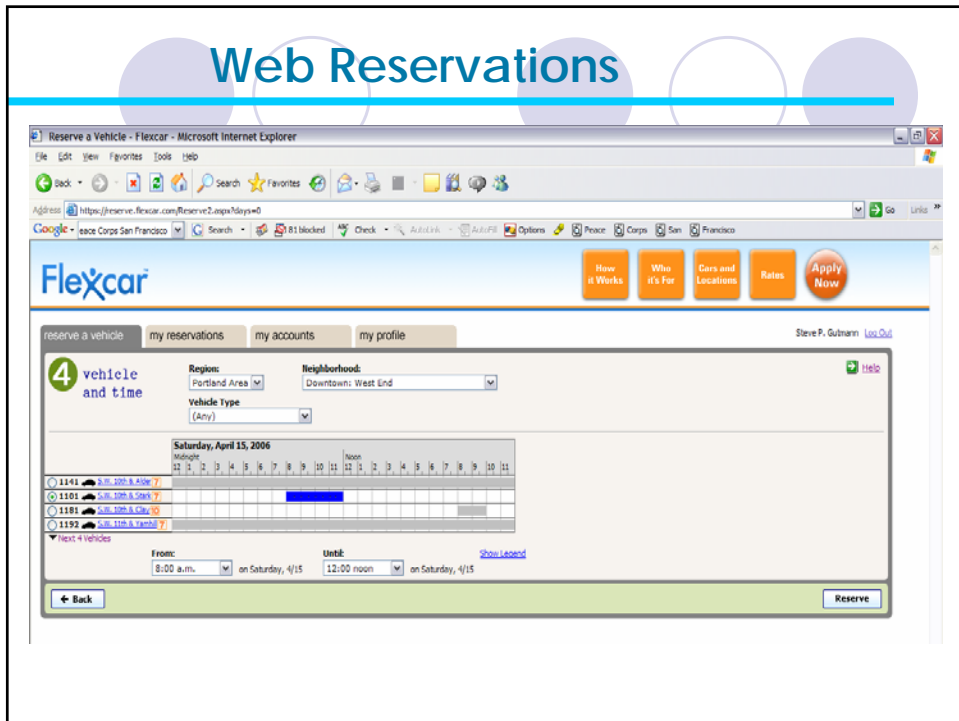 Web Reservations
Reserve a Vehicle - Flexcar - Microsoft Internet Explorer
File Edit View Favorites Tools Help
Back Search Favorites
Address https://reserve.flexcar.com/Reserve2.aspx?days=0 Go Links »
Google eace Corps San Francisco Search 81 blocked Check AutoLink AutoFill Options Peace Corps San Francisco
Flexcar
How it Works Who it's For Cars and Locations Rates Apply Now
reserve a vehicle my reservations my accounts my profile Steve P. Gutmann Log Out
4 vehicle and time Help
Region: Neighborhood:
Portland Area Downtown: West End
Vehicle Type
(Any)
Saturday, April 15, 2006
Midnight Noon
12 1 2 3 4 5 6 7 8 9 10 11 12 1 2 3 4 5 6 7 8 9 10 11
1141 S.W. 10th & Alder 7
1101 S.W. 10th & Stark 7
1181 S.W. 10th & Clay 10
1192 S.W. 11th & Yamhill 7
Next 4 Vehicles
From: Until: Show Legend
8:00 a.m. on Saturday, 4/15 12:00 noon on Saturday, 4/15
← Back Reserve